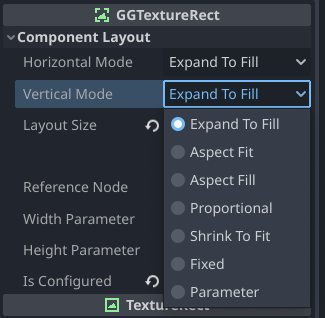 GGTextureRect
Component Layout
Horizontal Mode Expand To Fill
Vertical Mode Expand To Fill
Layout Size Expand To Fill
Aspect Fit
Aspect Fill
Reference Node Proportional
Width Parameter Shrink To Fit
Height Parameter Fixed
Is Configured Parameter
TextureRect